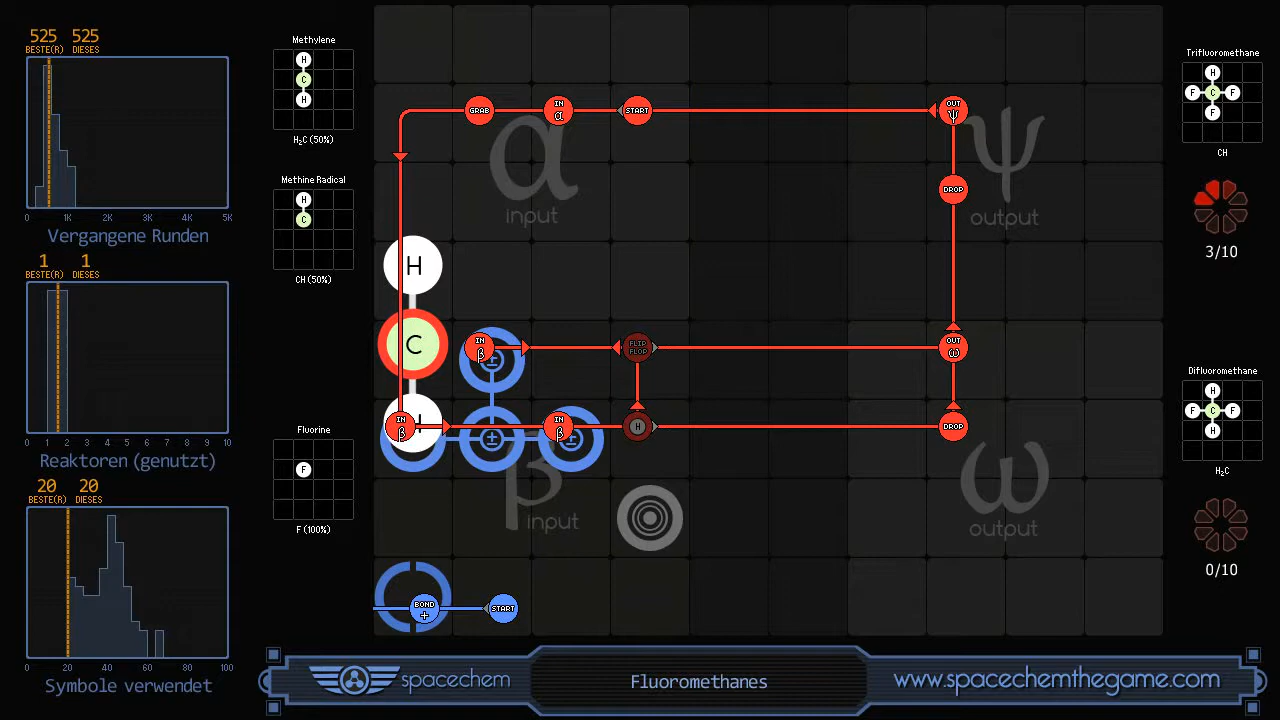 525 525
BESTE(R) DIESES
0 1K 2K 3K 4K 5K
Vergangene Runden
1 1
BESTE(R) DIESES
0 1 2 3 4 5 6 7 8 9 10
Reaktoren (genutzt)
20 20
BESTE(R) DIESES
0 20 40 60 80 100
Symbole verwendet
Methylene
H
C
H
H₂C (50%)
Methine Radical
H
C
CH (50%)
Fluorine
F
F (100%)
GRAB
IN
α
START
OUT
Ψ
α
input
DROP
Ψ
output
H
C
IN
β
±
FLIP
FLOP
OUT
ω
IN
β
H
±
IN
β
±
H
DROP
β
input
ω
output
BOND
+
START
Trifluoromethane
H
F C F
F
CH
3/10
Difluoromethane
H
F C F
H
H₂C
0/10
spacechem
Fluoromethanes
www.spacechemthegame.com